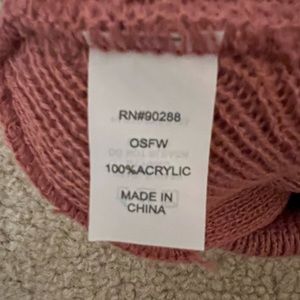 RN#90288
OSFW
100%ACRYLIC
MADE IN
CHINA